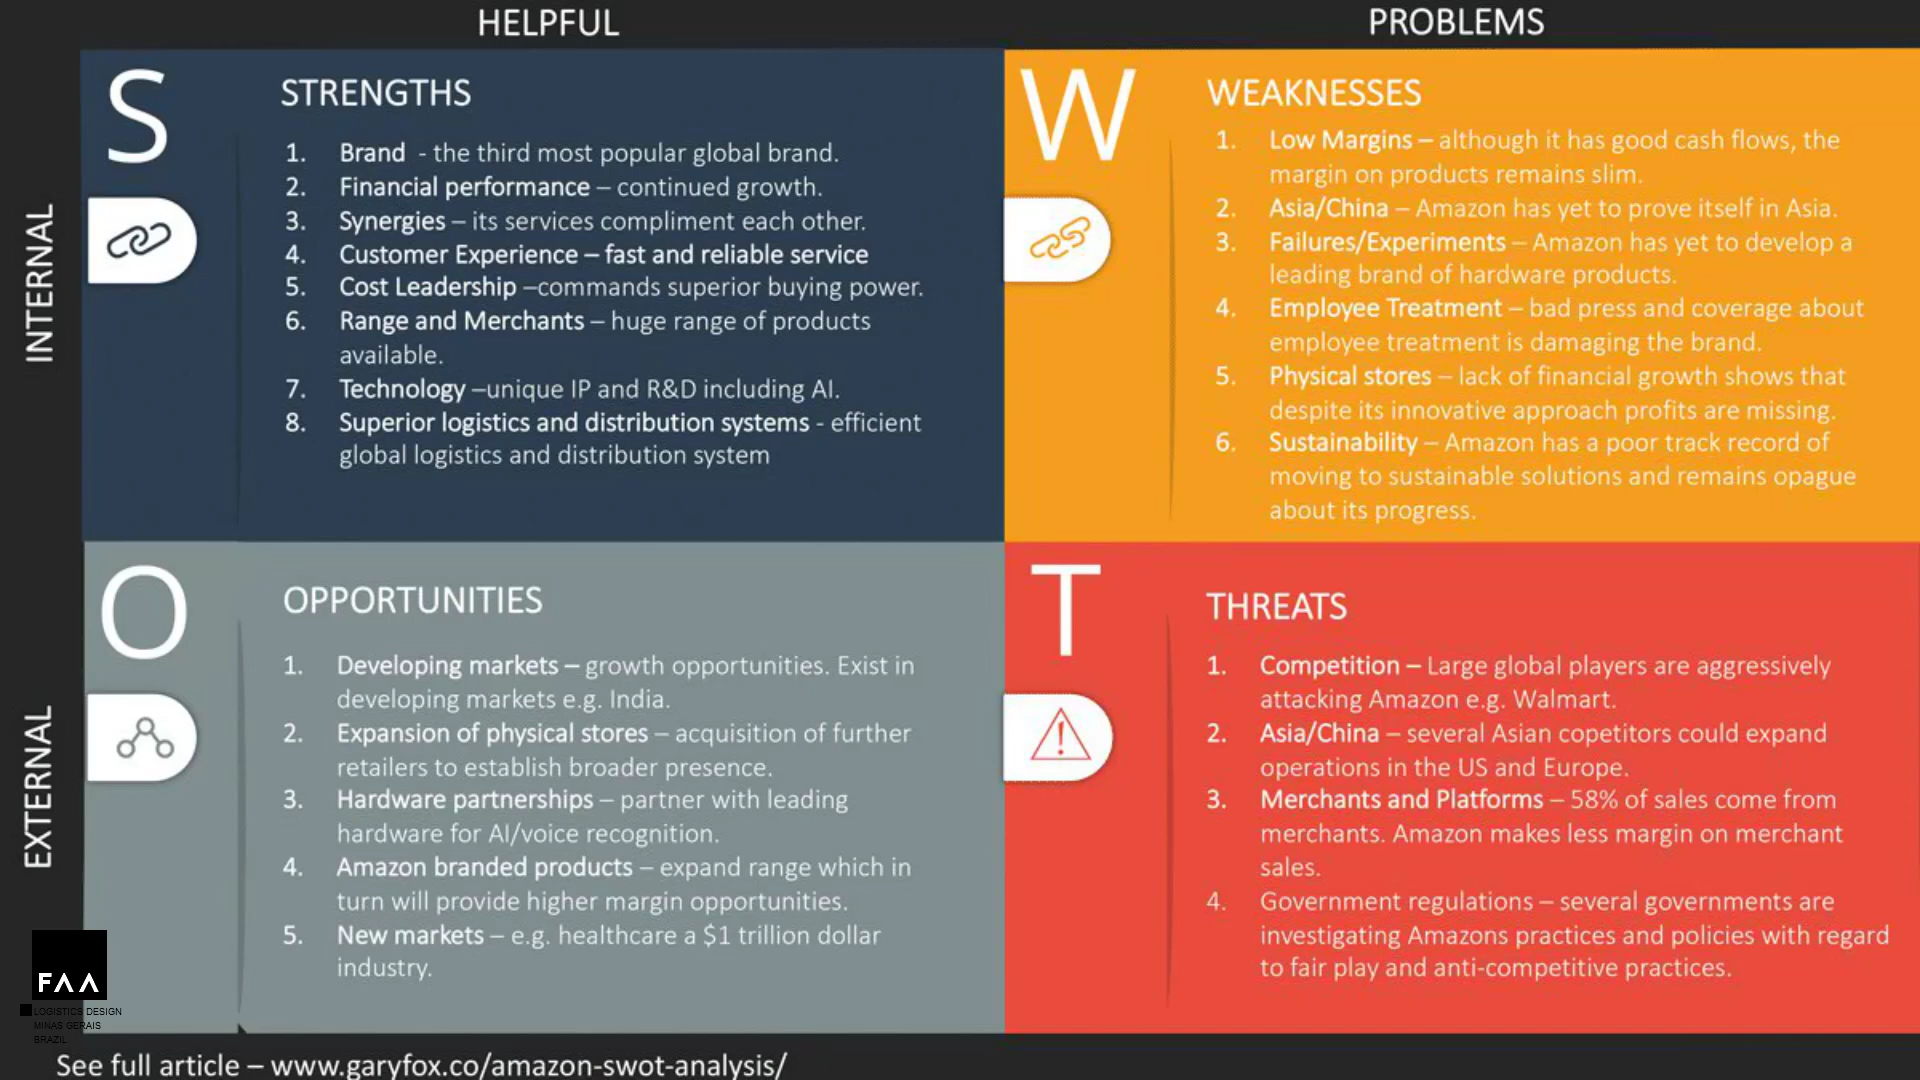 HELPFUL
PROBLEMS
INTERNAL
EXTERNAL
S
STRENGTHS
1. Brand - the third most popular global brand.
2. Financial performance – continued growth.
3. Synergies – its services compliment each other.
4. Customer Experience – fast and reliable service
5. Cost Leadership –commands superior buying power.
6. Range and Merchants – huge range of products
available.
7. Technology –unique IP and R&D including AI.
8. Superior logistics and distribution systems - efficient
global logistics and distribution system
W
WEAKNESSES
1. Low Margins – although it has good cash flows, the
margin on products remains slim.
2. Asia/China – Amazon has yet to prove itself in Asia.
3. Failures/Experiments – Amazon has yet to develop a
leading brand of hardware products.
4. Employee Treatment – bad press and coverage about
employee treatment is damaging the brand.
5. Physical stores – lack of financial growth shows that
despite its innovative approach profits are missing.
6. Sustainability – Amazon has a poor track record of
moving to sustainable solutions and remains opague
about its progress.
O
OPPORTUNITIES
1. Developing markets – growth opportunities. Exist in
developing markets e.g. India.
2. Expansion of physical stores – acquisition of further
retailers to establish broader presence.
3. Hardware partnerships – partner with leading
hardware for AI/voice recognition.
4. Amazon branded products – expand range which in
turn will provide higher margin opportunities.
5. New markets – e.g. healthcare a $1 trillion dollar
industry.
T
THREATS
1. Competition – Large global players are aggressively
attacking Amazon e.g. Walmart.
2. Asia/China – several Asian copetitors could expand
operations in the US and Europe.
3. Merchants and Platforms – 58% of sales come from
merchants. Amazon makes less margin on merchant
sales.
4. Government regulations – several governments are
investigating Amazons practices and policies with regard
to fair play and anti-competitive practices.
FAA
LOGISTICS DESIGN
MINAS GERAIS
BRAZIL
See full article – www.garyfox.co/amazon-swot-analysis/